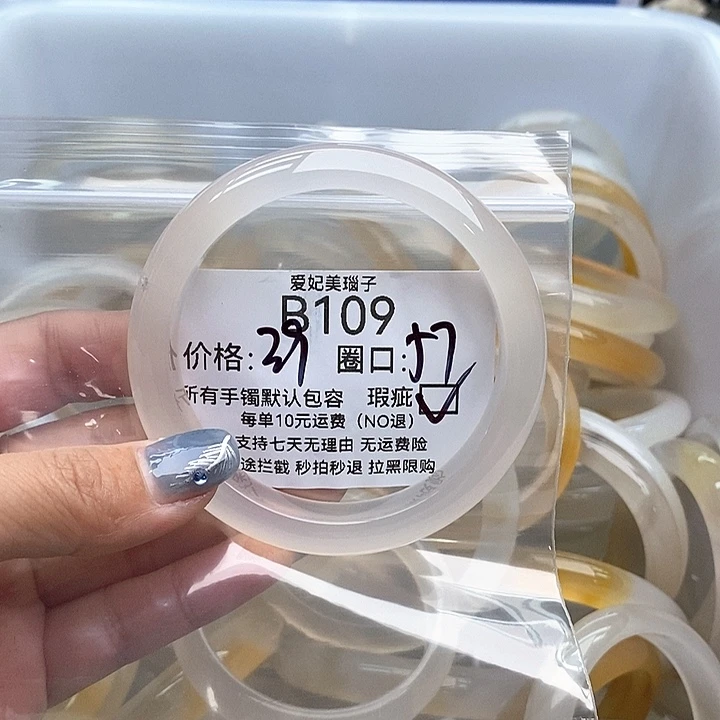 爱妃美瑙子
B109
价格:39 圈口:57
所有手镯默认包容 瑕疵
每单10元运费（NO退）
支持七天无理由 无运费险
途拦截 秒拍秒退 拉黑限购